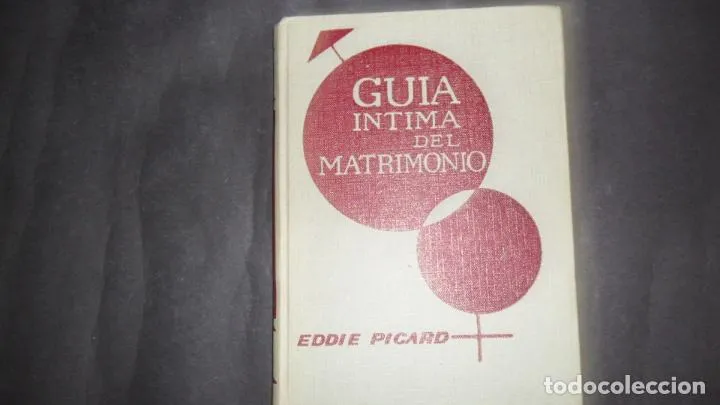 GUIA
INTIMA
DEL
MATRIMONIO
EDDIE PICARD
todocoleccion